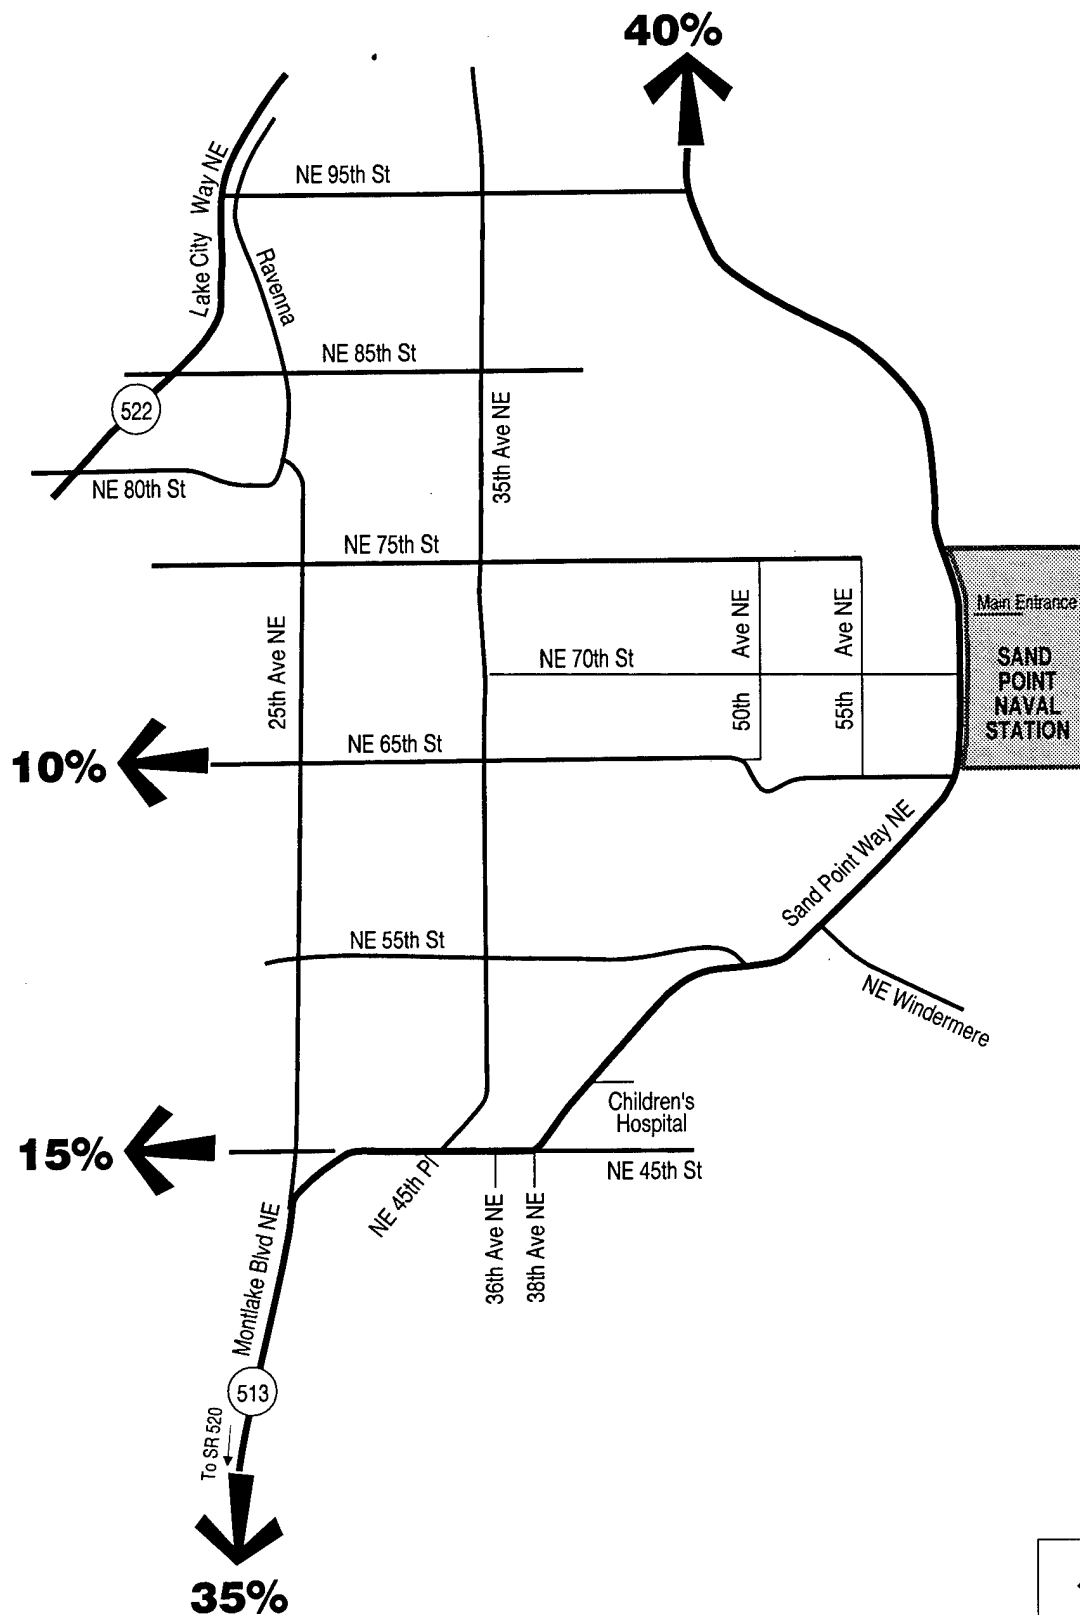 40%
NE 95th St
Lake City Way NE
Ravenna
NE 85th St
522
35th Ave NE
NE 80th St
NE 75th St
Main Entrance
25th Ave NE
50th Ave NE
55th Ave NE
NE 70th St
SAND
POINT
NAVAL
STATION
10%
NE 65th St
Sand Point Way NE
NE 55th St
NE Windermere
Children's
Hospital
15%
NE 45th St
NE 45th Pl
36th Ave NE
38th Ave NE
Montlake Blvd NE
513
To SR 520
35%